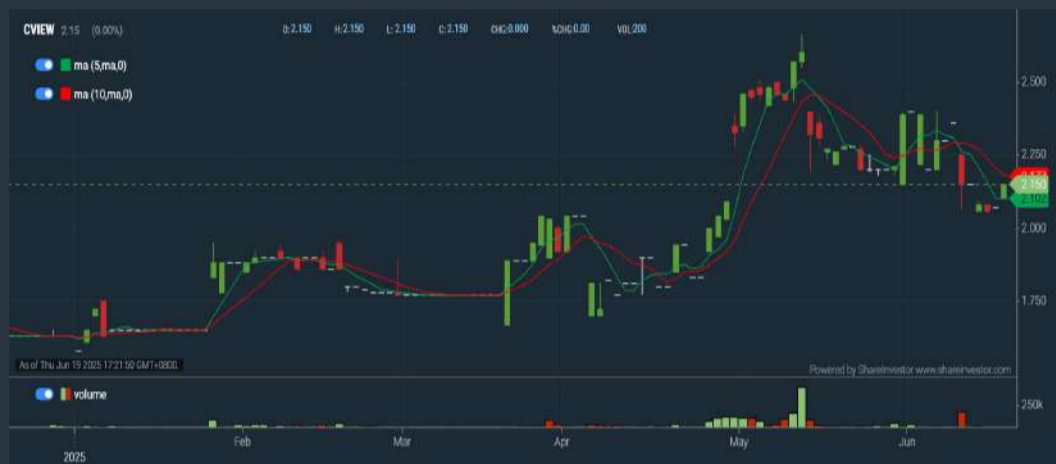 CVIEW 2.15 (0.00%) O:2.150 H:2.150 L:2.150 C:2.150 CHG:0.000 %CHG:0.00 VOL:200
ma (5,ma,0)
ma (10,ma,0)
2.500
2.250
2.150
2.102
2.000
1.750
As of Thu Jun 19 2025 17:21:50 GMT+0800.
Powered by ShareInvestor www.shareinvestor.com
volume
250k
Feb Mar Apr May Jun
2025